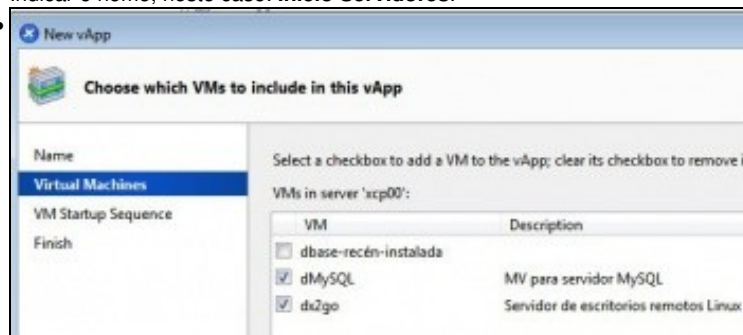 indicar o nome, neste caso: Inicio Servidores.
New vApp
Choose which VMs to include in this vApp
Name
Virtual Machines
VM Startup Sequence
Finish
Select a checkbox to add a VM to the vApp; clear its checkbox to remove i
VMs in server 'xcp00':
VM Description
dbase-recén-instalada
dMySQL MV para servidor MySQL
dx2go Servidor de escritorios remotos Linux